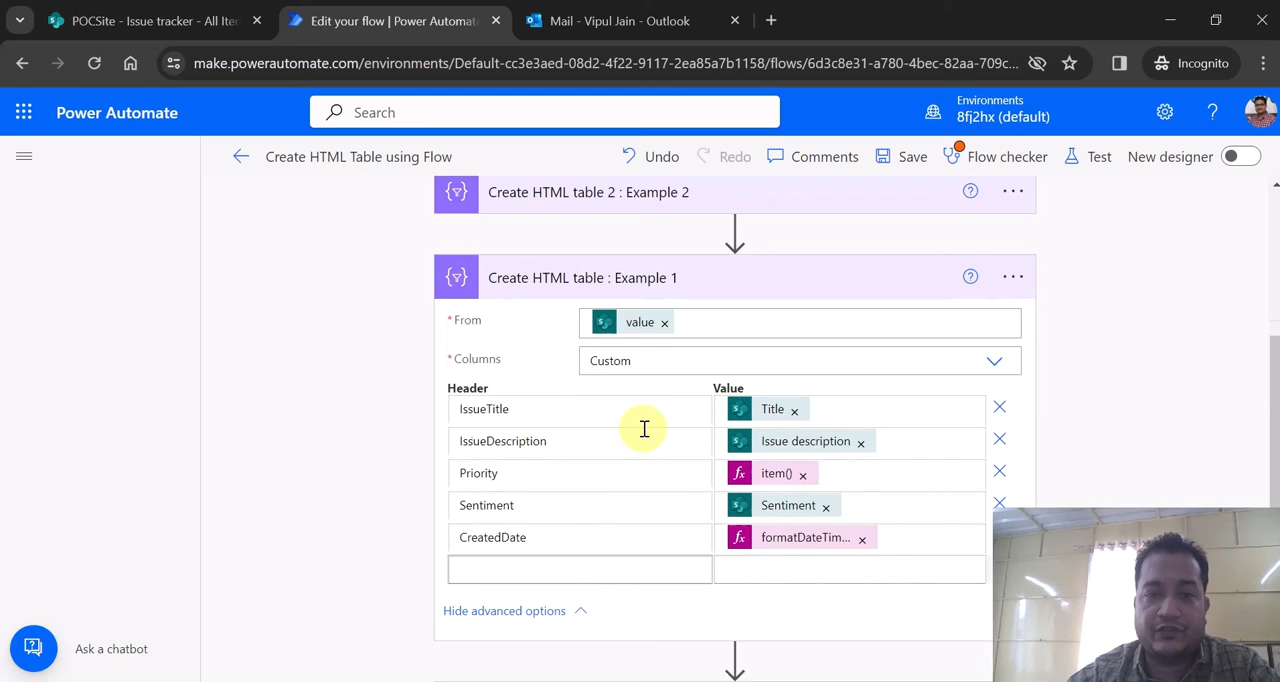 POCSite - Issue tracker - All Iter
Edit your flow | Power Automate
Mail - Vipul Jain - Outlook
make.powerautomate.com/environments/Default-cc3e3aed-08d2-4f22-9117-2ea85a7b1158/flows/6d3c8e31-a780-4bec-82aa-709c...
Incognito
Power Automate
Search
Environments
8fj2hx (default)
Create HTML Table using Flow
Undo
Redo
Comments
Save
Flow checker
Test
New designer
Create HTML table 2 : Example 2
Create HTML table : Example 1
* From
value
* Columns
Custom
Header
Value
IssueTitle
Title
IssueDescription
Issue description
Priority
item()
Sentiment
Sentiment
CreatedDate
formatDateTim...
Hide advanced options
Ask a chatbot